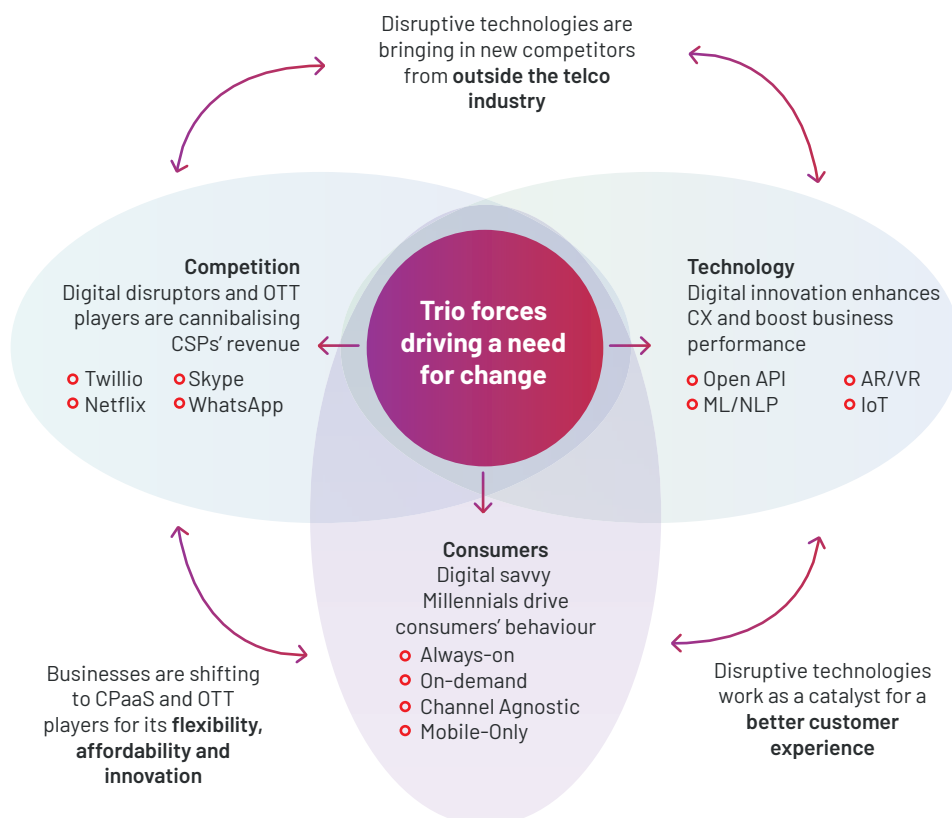 Disruptive technologies are
bringing in new competitors
from outside the telco
industry
Competition
Digital disruptors and OTT
players are cannibalising
CSPs' revenue
Twillio
Skype
Netflix
WhatsApp
Trio forces
driving a need
for change
Technology
Digital innovation enhances
CX and boost business
performance
Open API
AR/VR
ML/NLP
IoT
Consumers
Digital savvy
Millennials drive
consumers' behaviour
Always-on
On-demand
Channel Agnostic
Mobile-Only
Businesses are shifting
to CPaaS and OTT
players for its flexibility,
affordability and
innovation
Disruptive technologies
work as a catalyst for a
better customer
experience